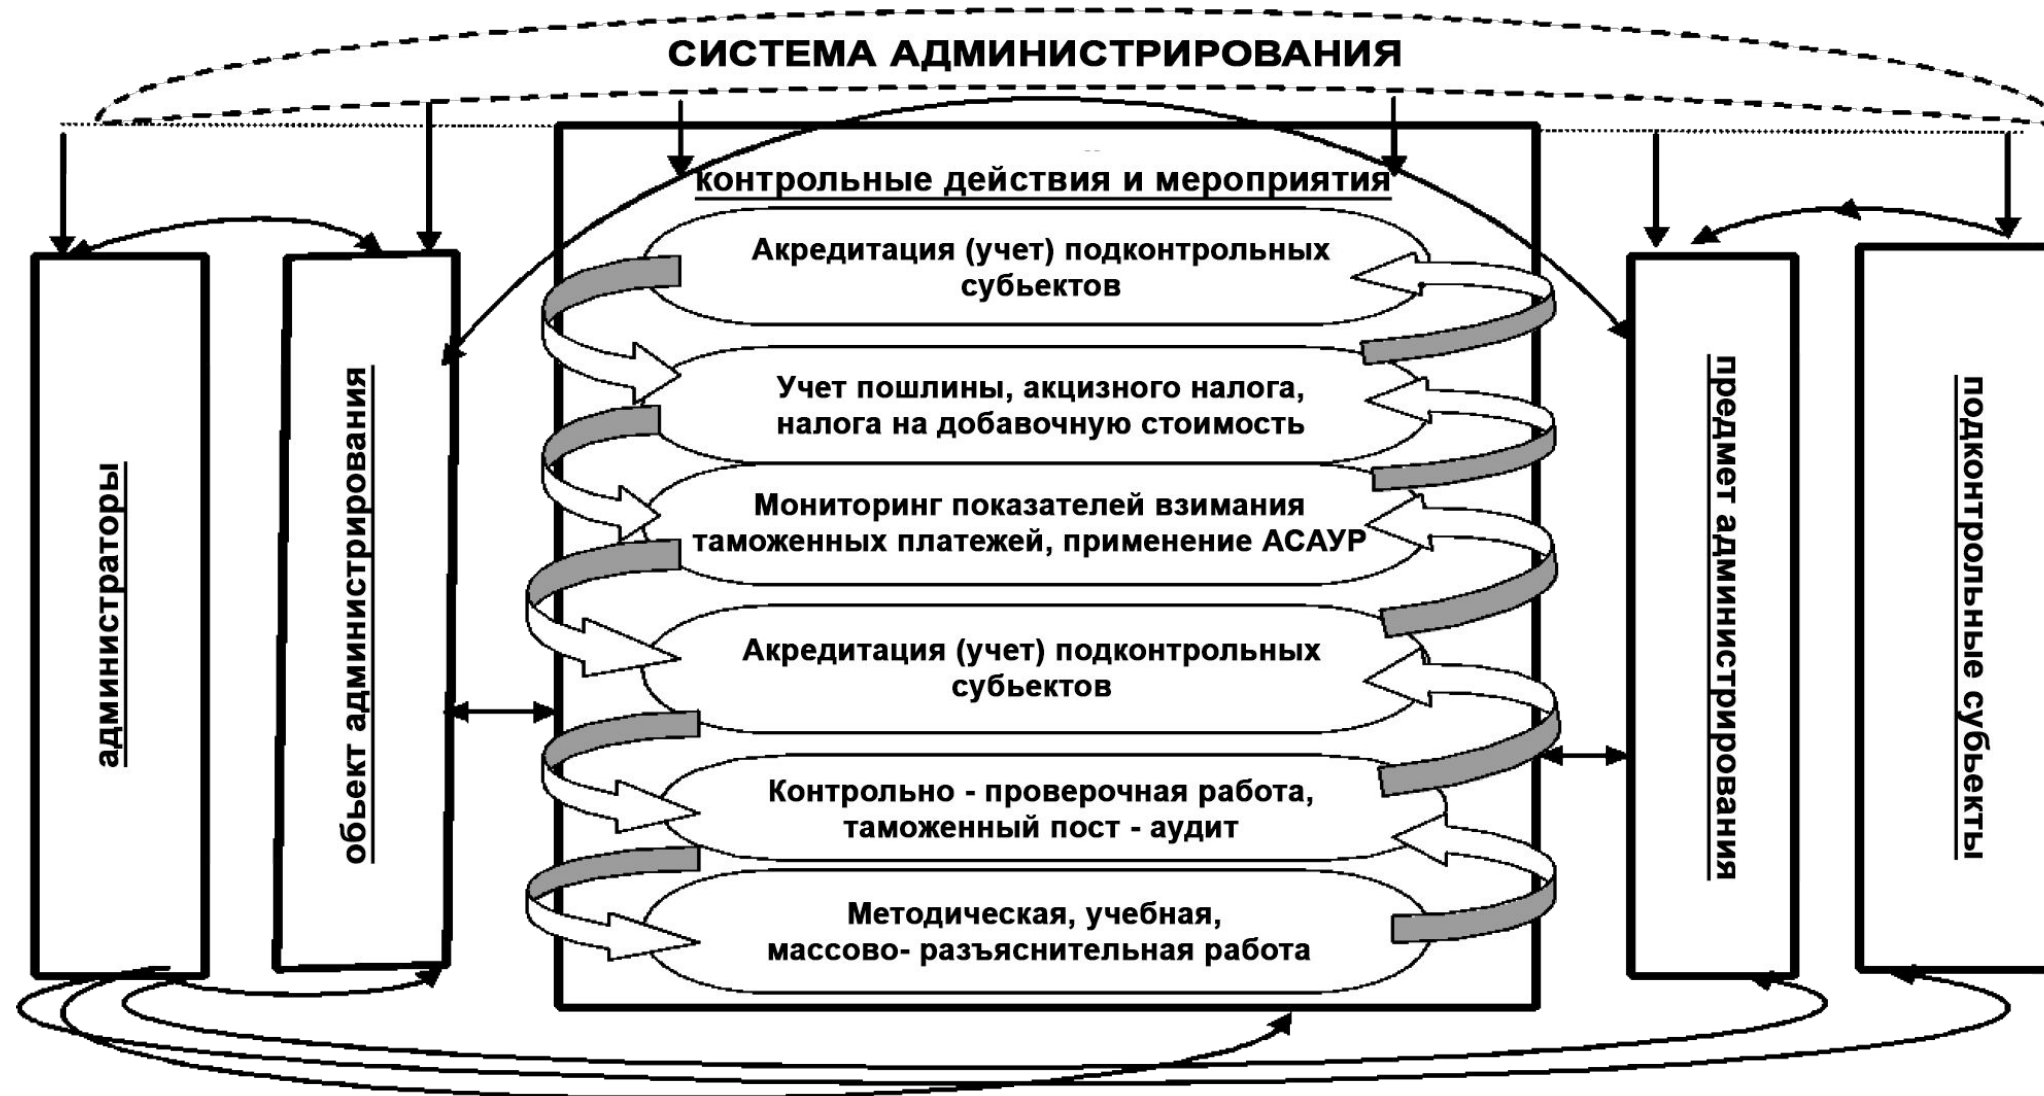 СИСТЕМА АДМИНИСТРИРОВАНИЯ
контрольные действия и мероприятия
Акредитация (учет) подконтрольных
субьектов
Учет пошлины, акцизного налога,
налога на добавочную стоимость
Мониторинг показателей взимания
таможенных платежей, применение АСАУР
Акредитация (учет) подконтрольных
субьектов
Контрольно - проверочная работа,
таможенный пост - аудит
Методическая, учебная,
массово- разъяснительная работа
администраторы
обьект администрирования
предмет администрирования
подконтрольные субьекты